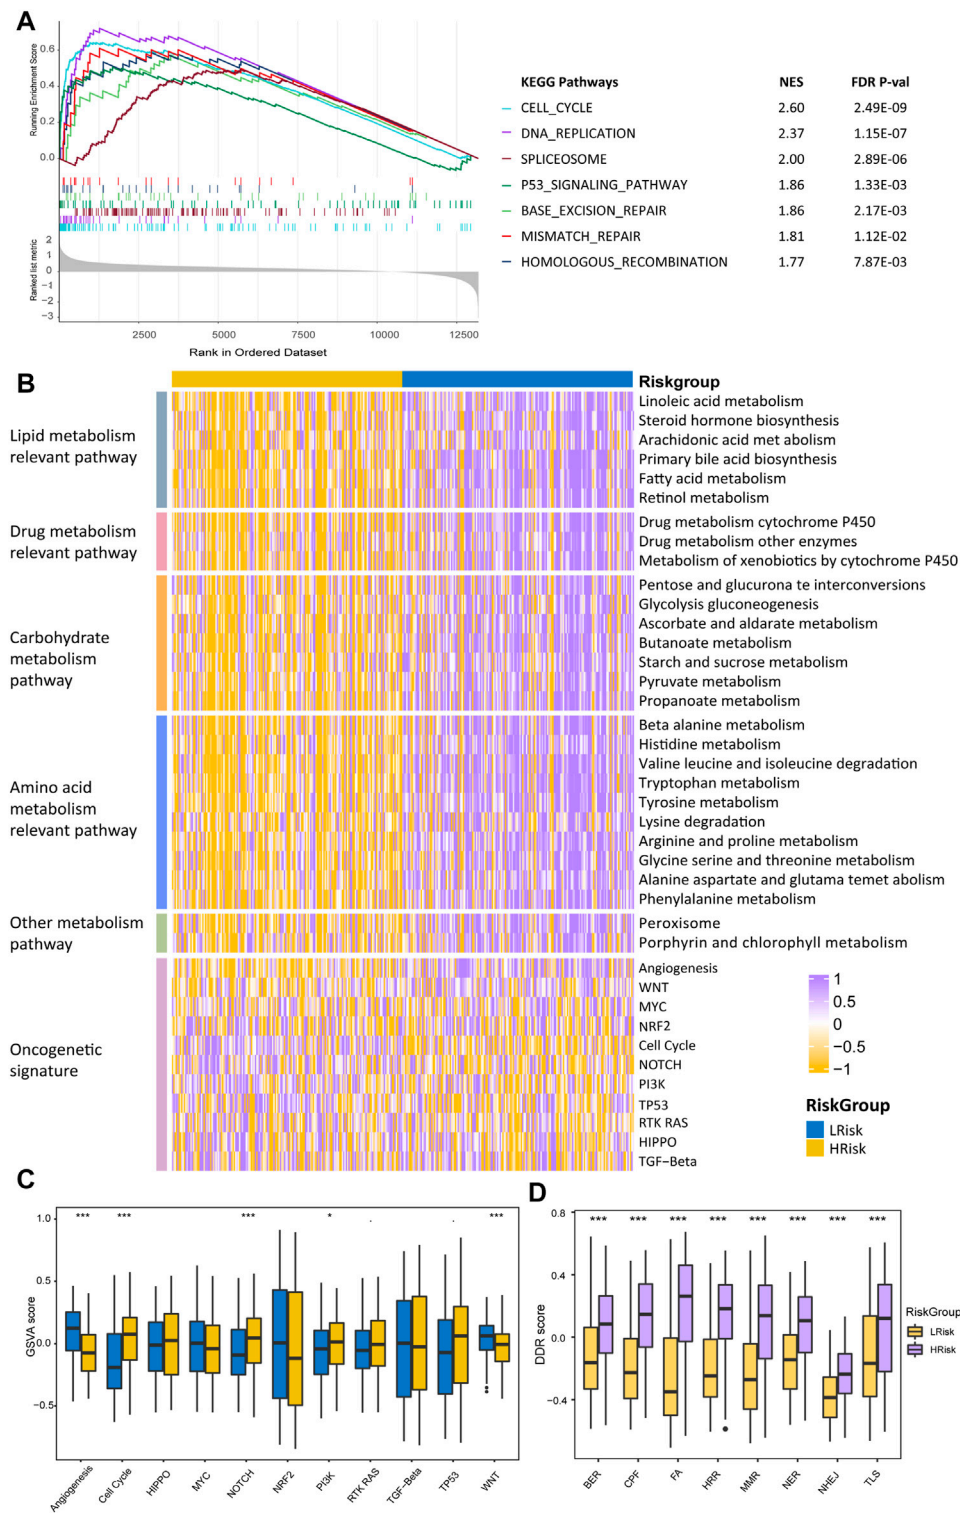 A
Running Enrichment Score
0.6
0.4
0.2
0.0
Ranked list metric
2
1
0
−1
−2
−3
2500
5000
7500
10000
12500
Rank in Ordered Dataset
KEGG Pathways NES FDR P-val
CELL_CYCLE 2.60 2.49E-09
DNA_REPLICATION 2.37 1.15E-07
SPLICEOSOME 2.00 2.89E-06
P53_SIGNALING_PATHWAY 1.86 1.33E-03
BASE_EXCISION_REPAIR 1.86 2.17E-03
MISMATCH_REPAIR 1.81 1.12E-02
HOMOLOGOUS_RECOMBINATION 1.77 7.87E-03
B
Riskgroup
Lipid metabolism
relevant pathway
Linoleic acid metabolism
Steroid hormone biosynthesis
Arachidonic acid met abolism
Primary bile acid biosynthesis
Fatty acid metabolism
Retinol metabolism
Drug metabolism
relevant pathway
Drug metabolism cytochrome P450
Drug metabolism other enzymes
Metabolism of xenobiotics by cytochrome P450
Carbohydrate
metabolism
pathway
Pentose and glucurona te interconversions
Glycolysis gluconeogenesis
Ascorbate and aldarate metabolism
Butanoate metabolism
Starch and sucrose metabolism
Pyruvate metabolism
Propanoate metabolism
Amino acid
metabolism
relevant pathway
Beta alanine metabolism
Histidine metabolism
Valine leucine and isoleucine degradation
Tryptophan metabolism
Tyrosine metabolism
Lysine degradation
Arginine and proline metabolism
Glycine serine and threonine metabolism
Alanine aspartate and glutama temet abolism
Phenylalanine metabolism
Other metabolism
pathway
Peroxisome
Porphyrin and chlorophyll metabolism
Oncogenetic
signature
Angiogenesis
WNT
MYC
NRF2
Cell Cycle
NOTCH
PI3K
TP53
RTK RAS
HIPPO
TGF−Beta
1
0.5
0
−0.5
−1
RiskGroup
LRisk
HRisk
C
GSVA score
1.0
0.5
0.0
−0.5
*** *** *** * . . ***
Angiogenesis
Cell Cycle
HIPPO
MYC
NOTCH
NRF2
PI3K
RTK RAS
TGF−Beta
TP53
WNT
D
DDR score
0.8
0.4
0.0
−0.4
*** *** *** *** *** *** *** ***
BER
CPF
FA
HRR
MMR
NER
NHEJ
TLS
RiskGroup
LRisk
HRisk